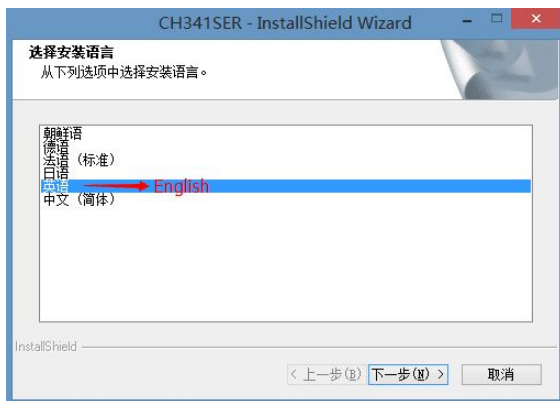 CH341SER - InstallShield Wizard
选择安装语言
从下列选项中选择安装语言。
朝鲜语
德语
法语 (标准)
日语
英语 English
中文 (简体)
InstallShield
< 上一步(B) 下一步(N) > 取消